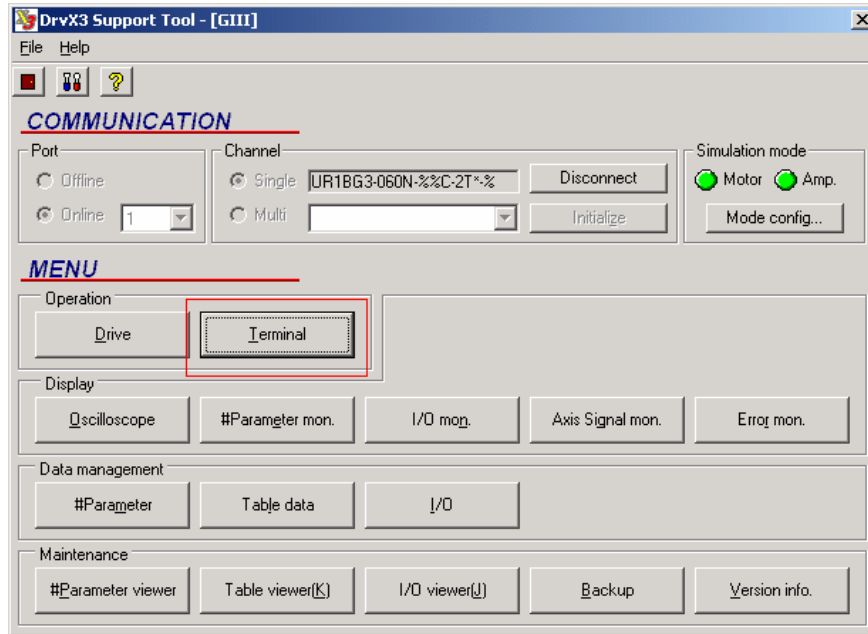 DrvX3 Support Tool - [GIII]
File Help
COMMUNICATION
Port
Offline
Online 1
Channel
Single UR1BG3-060N-%%C-2T*-% Disconnect
Multi Initialize
Simulation mode
Motor Amp.
Mode config...
MENU
Operation
Drive Terminal
Display
Oscilloscope #Parameter mon. I/O mon. Axis Signal mon. Error mon.
Data management
#Parameter Table data I/O
Maintenance
#Parameter viewer Table viewer(K) I/O viewer(J) Backup Version info.